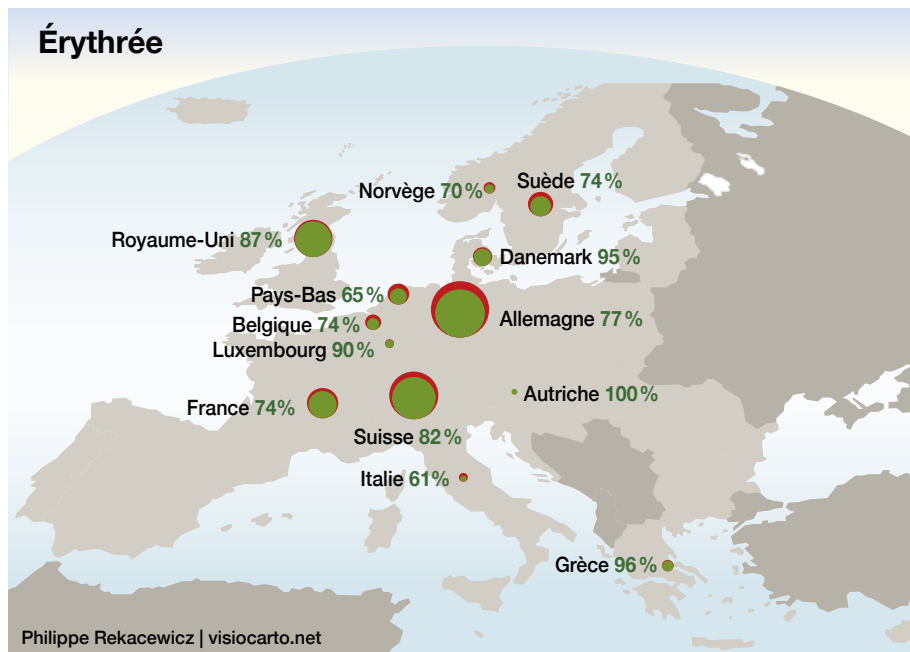 Érythrée
Norvège 70 %
Suède 74 %
Royaume-Uni 87 %
Danemark 95 %
Pays-Bas 65 %
Allemagne 77 %
Belgique 74 %
Luxembourg 90 %
Autriche 100 %
France 74%
Suisse 82 %
Italie 61 %
Grèce 96 %
Philippe Rekacewicz | visiocarto.net